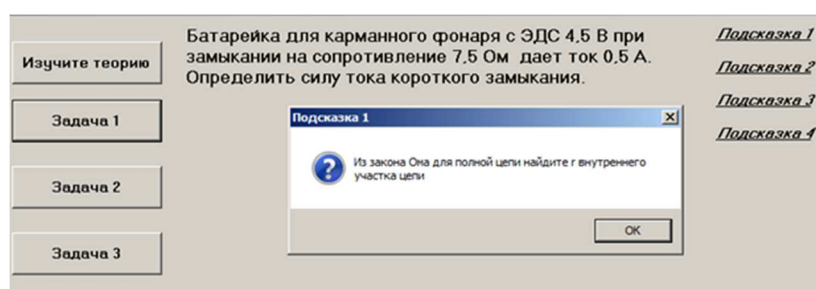 Батарейка для карманного фонаря с ЭДС 4,5 В при
замыкании на сопротивление 7,5 Ом дает ток 0,5 А.
Определить силу тока короткого замыкания.
Изучите теорию
Задача 1
Задача 2
Задача 3
Подсказка 1
Из закона Она для полной цепи найдите r внутреннего
участка цепи
OK
Подсказка 1
Подсказка 2
Подсказка 3
Подсказка 4